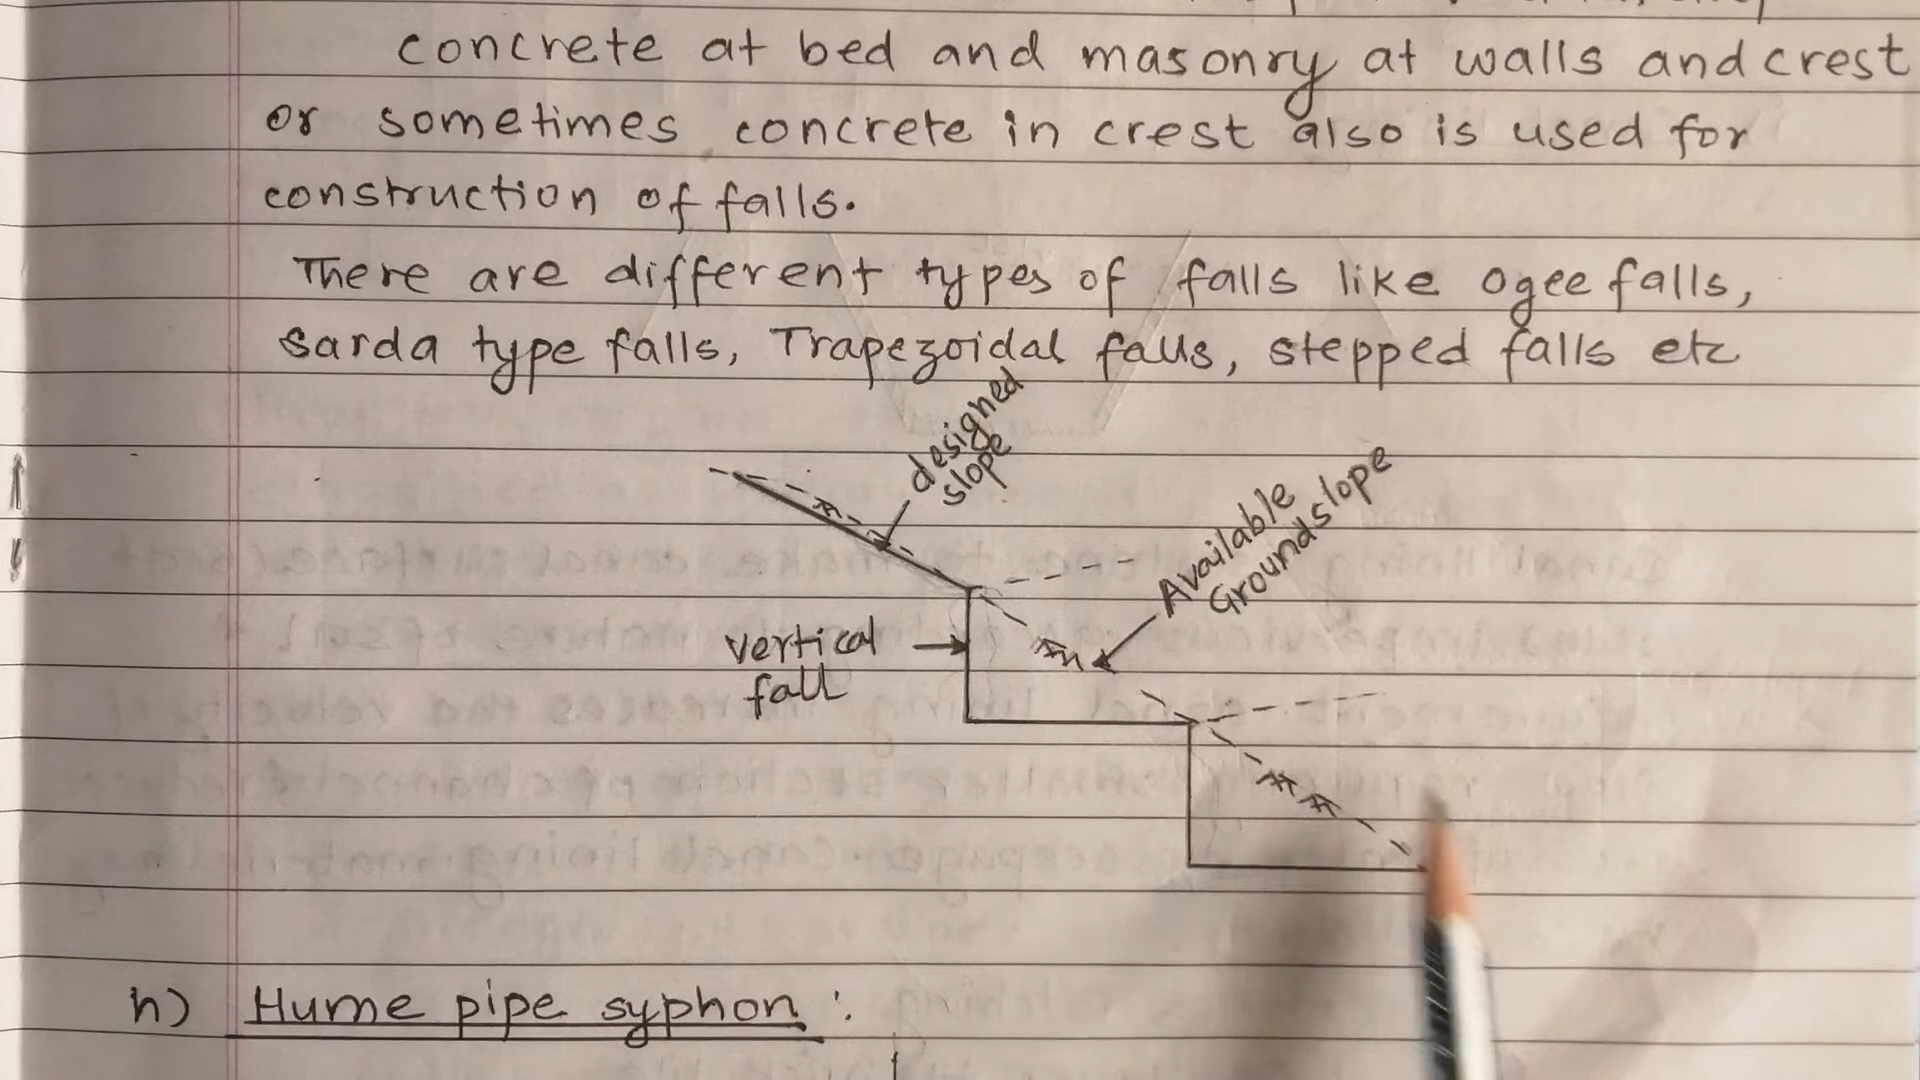 concrete at bed and masonry at walls and crest
or sometimes concrete in crest also is used for
construction of falls.
There are different types of falls like ogee falls,
sarda type falls, Trapezoidal falls, stepped falls etc
designed
slope
Available
Ground slope
vertical
fall
h) Hume pipe syphon :